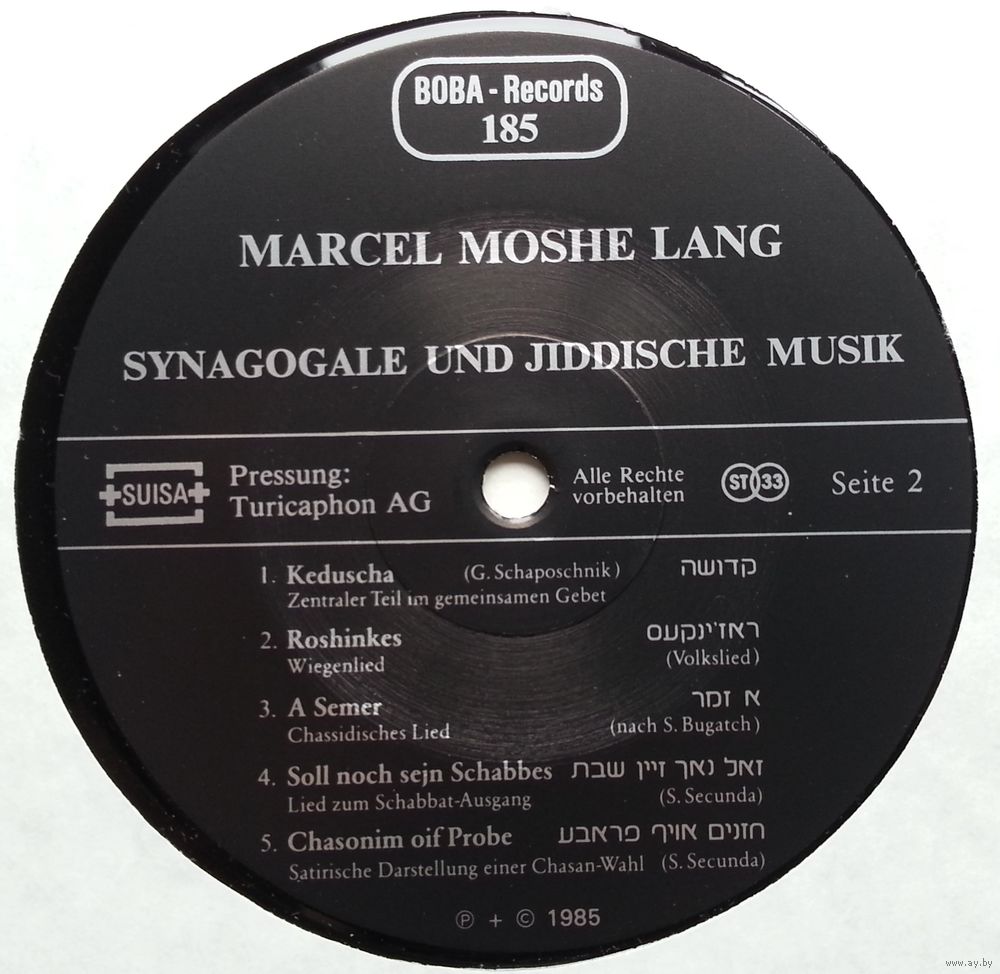 BOBA - Records
185
MARCEL MOSHE LANG
SYNAGOGALE UND JIDDISCHE MUSIK
SUISA
Pressung:
Turicaphon AG
Alle Rechte
vorbehalten
ST 33
Seite 2
1. Keduscha (G. Schaposchnik) קדושה
Zentraler Teil im gemeinsamen Gebet
2. Roshinkes ראזשינקעס
Wiegenlied (Volkslied)
3. A Semer א זמר
Chassidisches Lied (nach S. Bugatch)
4. Soll noch sejn Schabbes זאל נאך זיין שבת
Lied zum Schabbat-Ausgang (S. Secunda)
5. Chasonim oif Probe חזנים אויף פראבע
Satirische Darstellung einer Chasan-Wahl (S. Secunda)
℗ + © 1985
www.ay.by